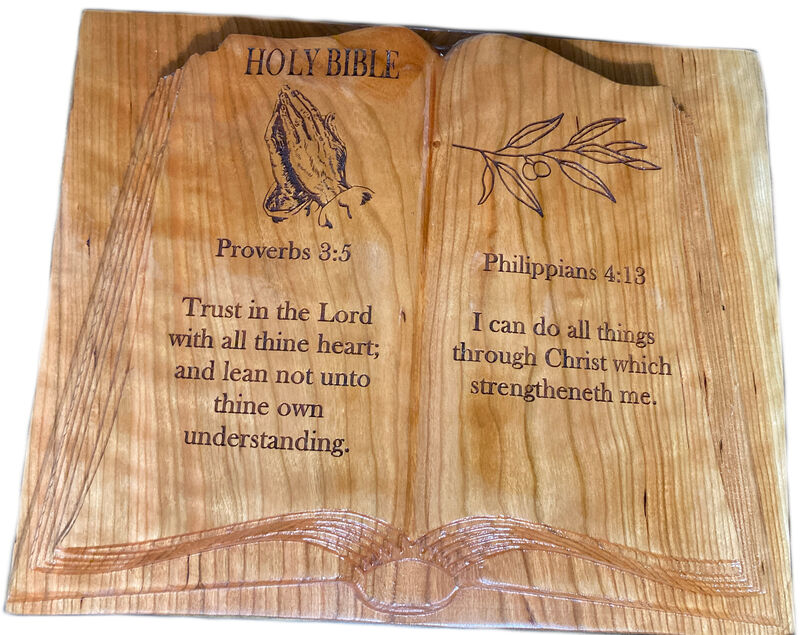 HOLY BIBLE
Proverbs 3:5
Trust in the Lord
with all thine heart;
and lean not unto
thine own
understanding.
Philippians 4:13
I can do all things
through Christ which
strengtheneth me.